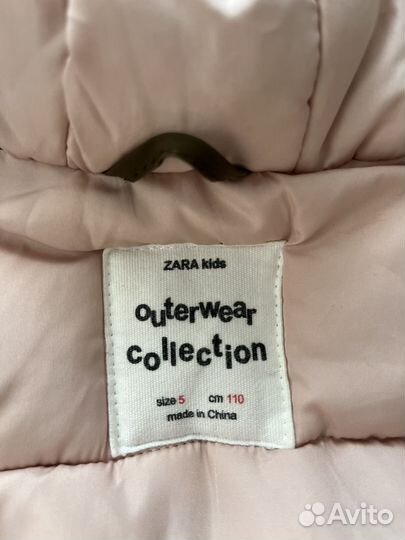 ZARA kids
outerwear
collection
size 5 cm 110
made in China
Avito